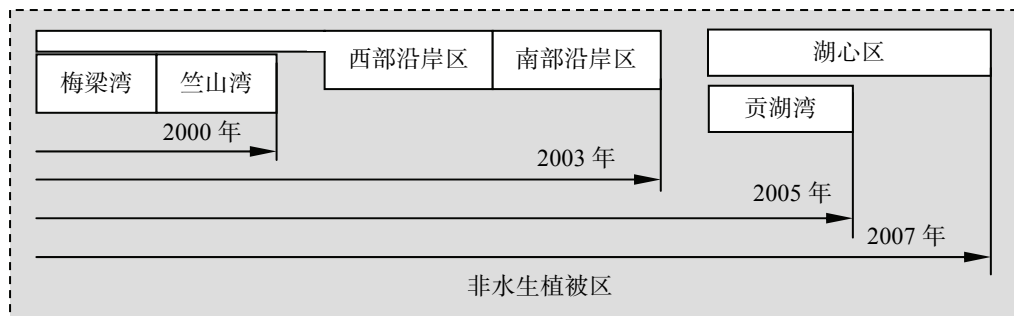 西部沿岸区
南部沿岸区
湖心区
梅梁湾
竺山湾
贡湖湾
2000 年
2003 年
2005 年
2007 年
非水生植被区